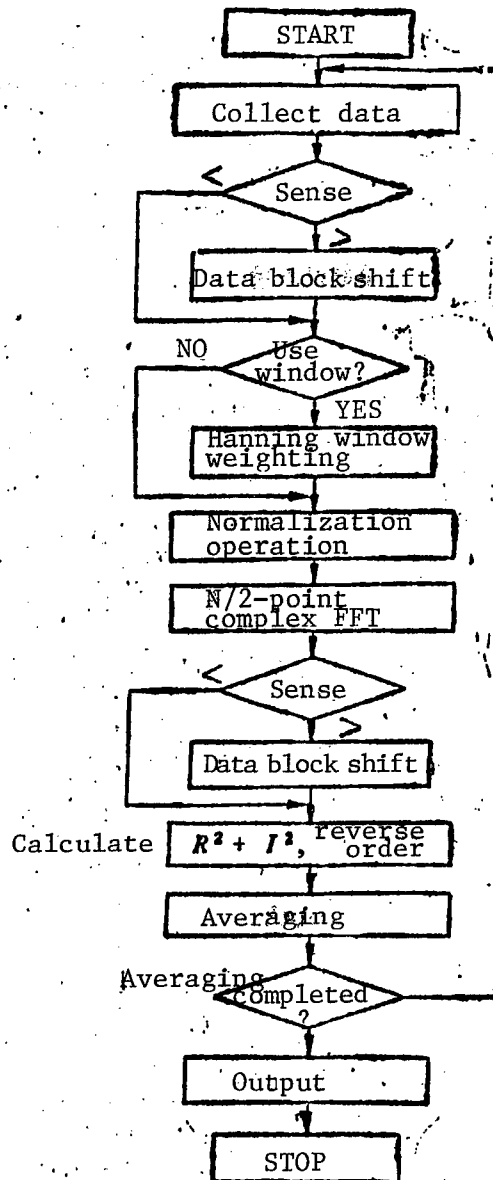 START
Collect data
<
Sense
>
Data block shift
NO
Use
window?
YES
Hanning window
weighting
Normalization
operation
N/2-point
complex FFT
<
Sense
>
Data block shift
Calculate R² + I², reverse
order
Averaging
Averaging
completed
?
Output
STOP